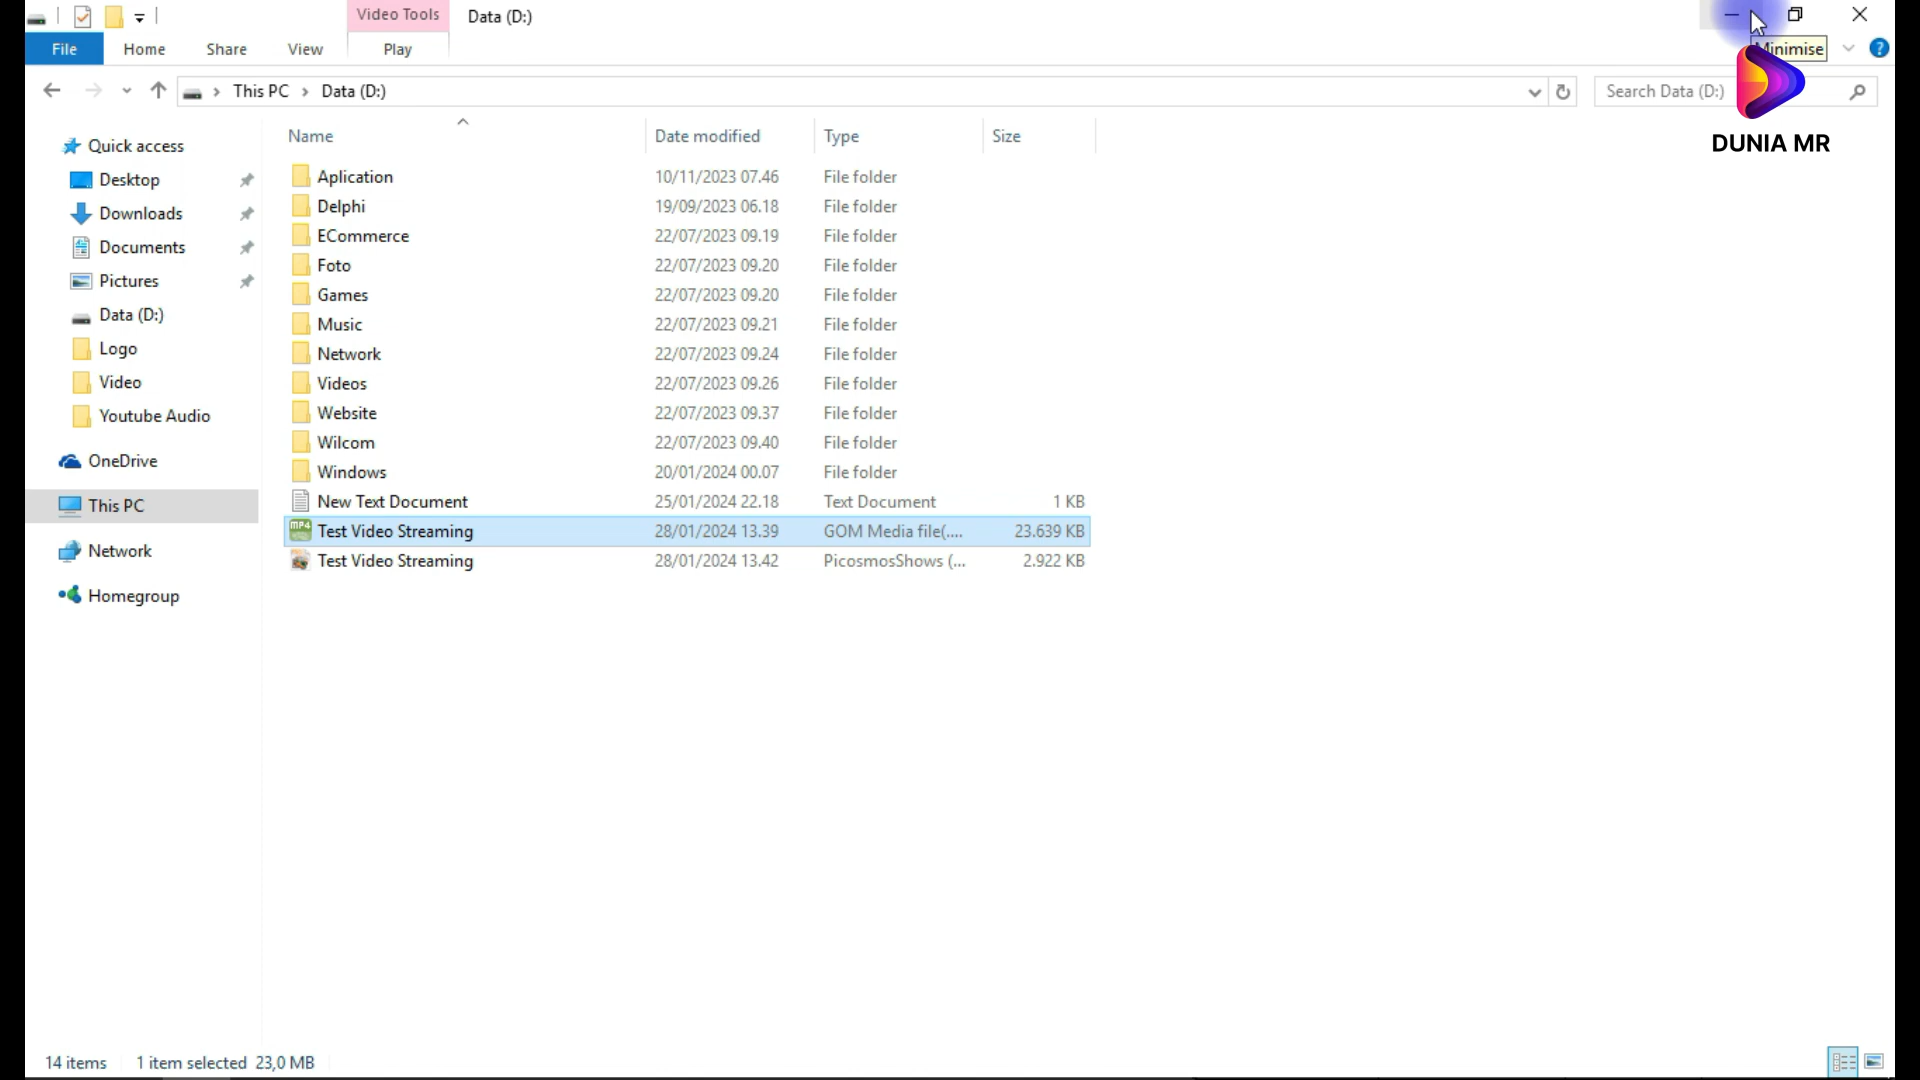 Video Tools Data (D:)
File Home Share View Play
Minimise
?
This PC Data (D:) Search Data (D:)
DUNIA MR
Name Date modified Type Size
Quick access
Desktop
Downloads
Documents
Pictures
Data (D:)
Logo
Video
Youtube Audio
OneDrive
This PC
Network
Homegroup
Aplication 10/11/2023 07.46 File folder
Delphi 19/09/2023 06.18 File folder
ECommerce 22/07/2023 09.19 File folder
Foto 22/07/2023 09.20 File folder
Games 22/07/2023 09.20 File folder
Music 22/07/2023 09.21 File folder
Network 22/07/2023 09.24 File folder
Videos 22/07/2023 09.26 File folder
Website 22/07/2023 09.37 File folder
Wilcom 22/07/2023 09.40 File folder
Windows 20/01/2024 00.07 File folder
New Text Document 25/01/2024 22.18 Text Document 1 KB
MP4 Test Video Streaming 28/01/2024 13.39 GOM Media file(.... 23.639 KB
Test Video Streaming 28/01/2024 13.42 PicosmosShows (... 2.922 KB
14 items 1 item selected 23,0 MB